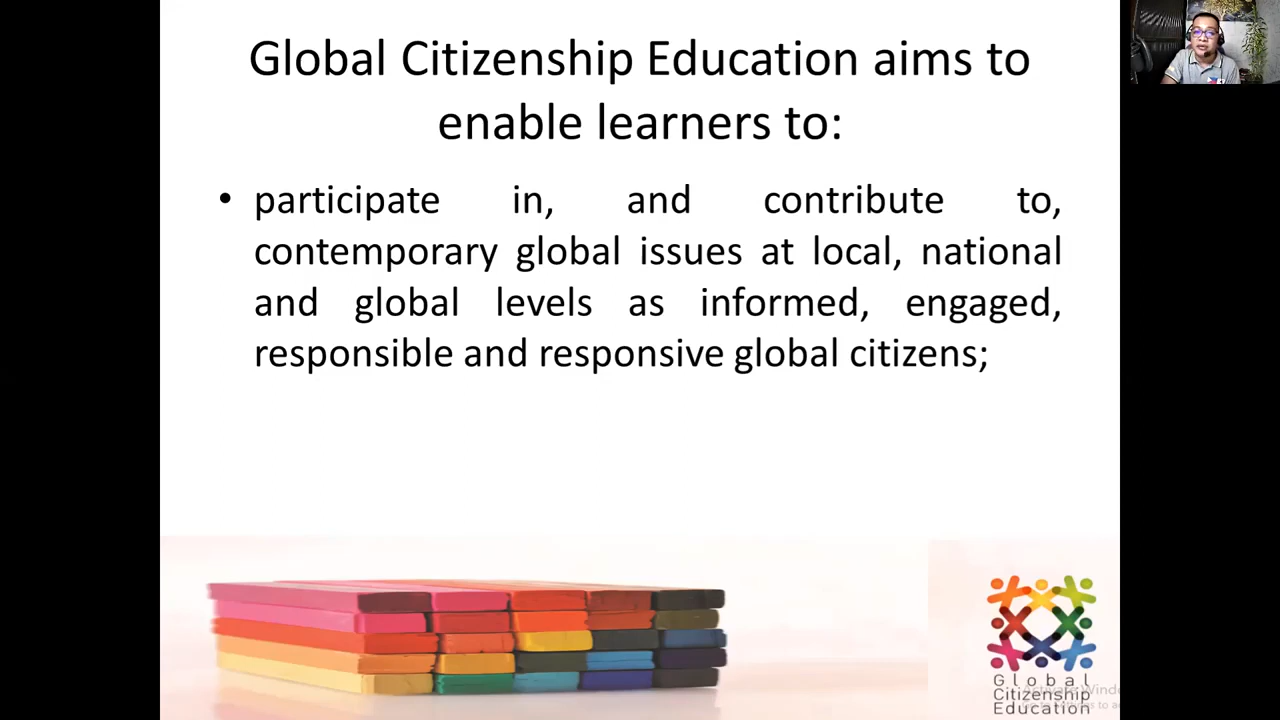 Global Citizenship Education aims to
enable learners to:
• participate in, and contribute to,
contemporary global issues at local, national
and global levels as informed, engaged,
responsible and responsive global citizens;
Global
Citizenship
Education